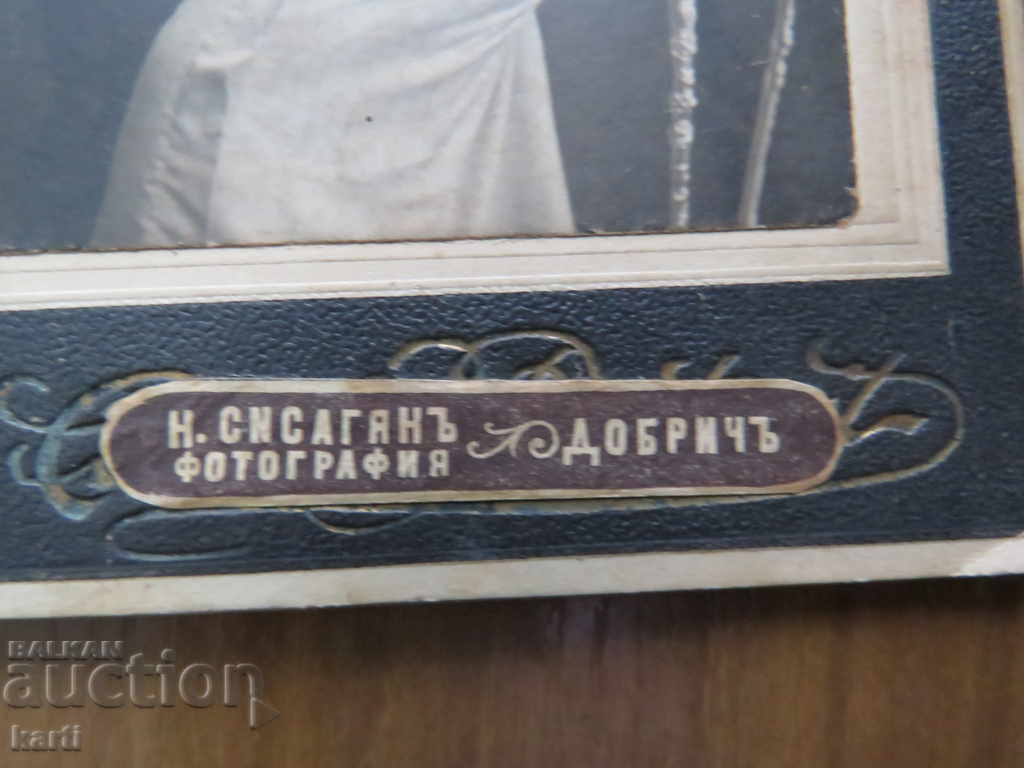 Н. СИСАГЯНЪ
ФОТОГРАФИЯ
ДОБРИЧЪ
BALKAN
auction
karti